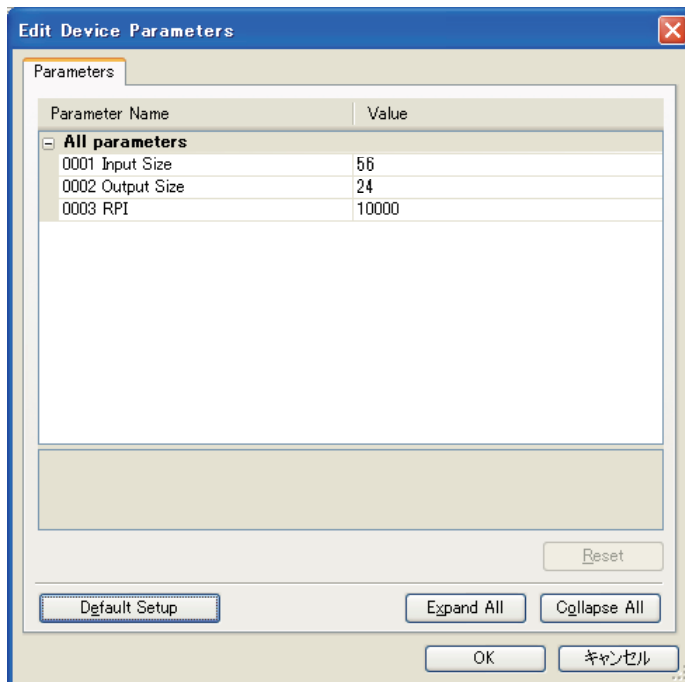 Edit Device Parameters
Parameters
Parameter Name Value
All parameters
0001 Input Size 56
0002 Output Size 24
0003 RPI 10000
Reset
Default Setup Expand All Collapse All
OK キャンセル